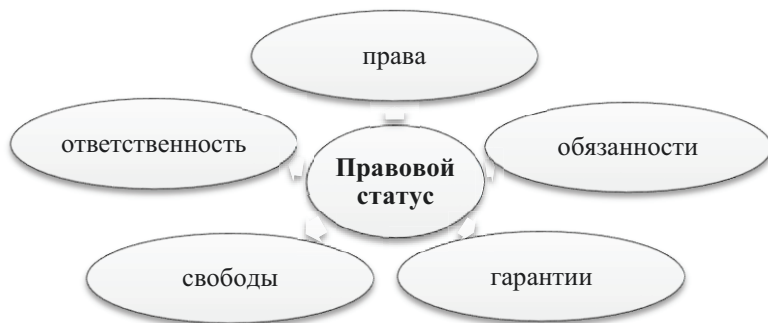 права
ответственность
обязанности
Правовой
статус
свободы
гарантии